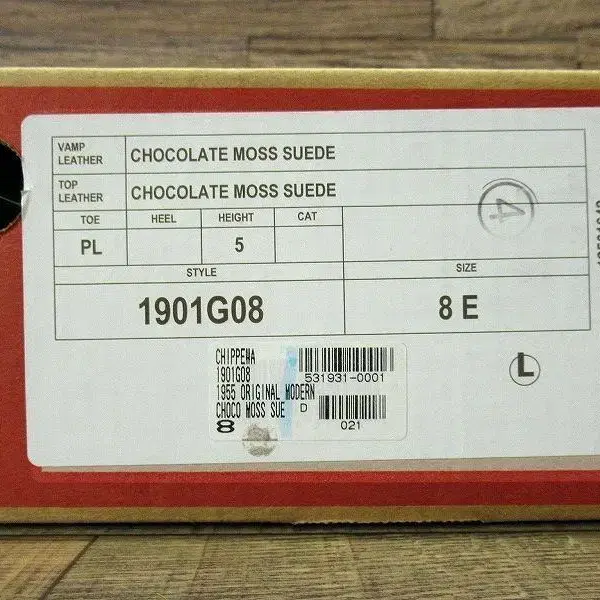 VAMP LEATHER CHOCOLATE MOSS SUEDE
TOP LEATHER CHOCOLATE MOSS SUEDE
TOE HEEL HEIGHT CAT
PL 5
4
STYLE SIZE
1901G08 8 E
CHIPPEWA
1901G08 531931-0001
1955 ORIGINAL MODERN
CHOCO MOSS SUE D
8 021
L